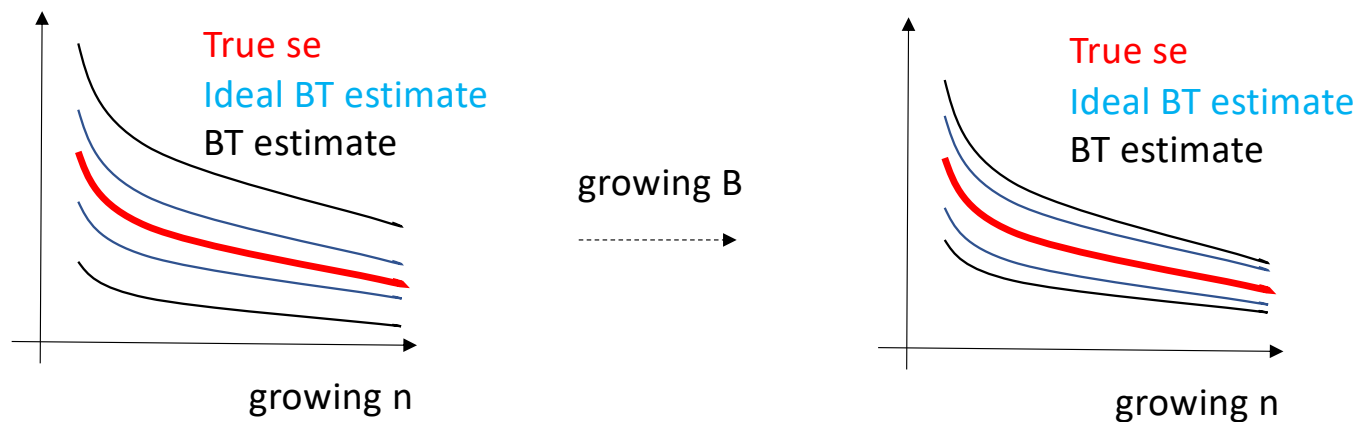 True se
Ideal BT estimate
BT estimate
growing n
growing B
True se
Ideal BT estimate
BT estimate
growing n